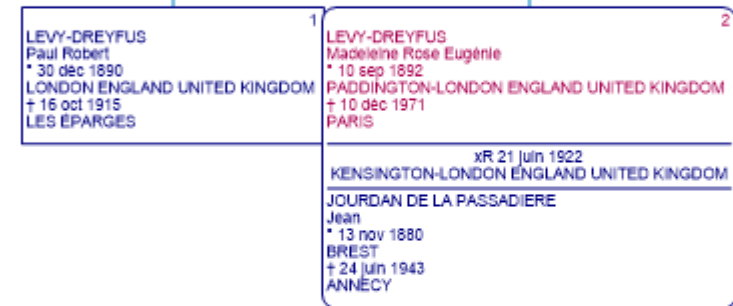 1
LEVY-DREYFUS
Paul Robert
* 30 déc 1890
LONDON ENGLAND UNITED KINGDOM
+ 16 oct 1915
LES ÉPARGES
2
LEVY-DREYFUS
Madeleine Rose Eugénie
* 10 sep 1892
PADDINGTON-LONDON ENGLAND UNITED KINGDOM
+ 10 déc 1971
PARIS
xR 21 juin 1922
KENSINGTON-LONDON ENGLAND UNITED KINGDOM
JOURDAN DE LA PASSADIERE
Jean
* 13 nov 1880
BREST
+ 24 juin 1943
ANNECY